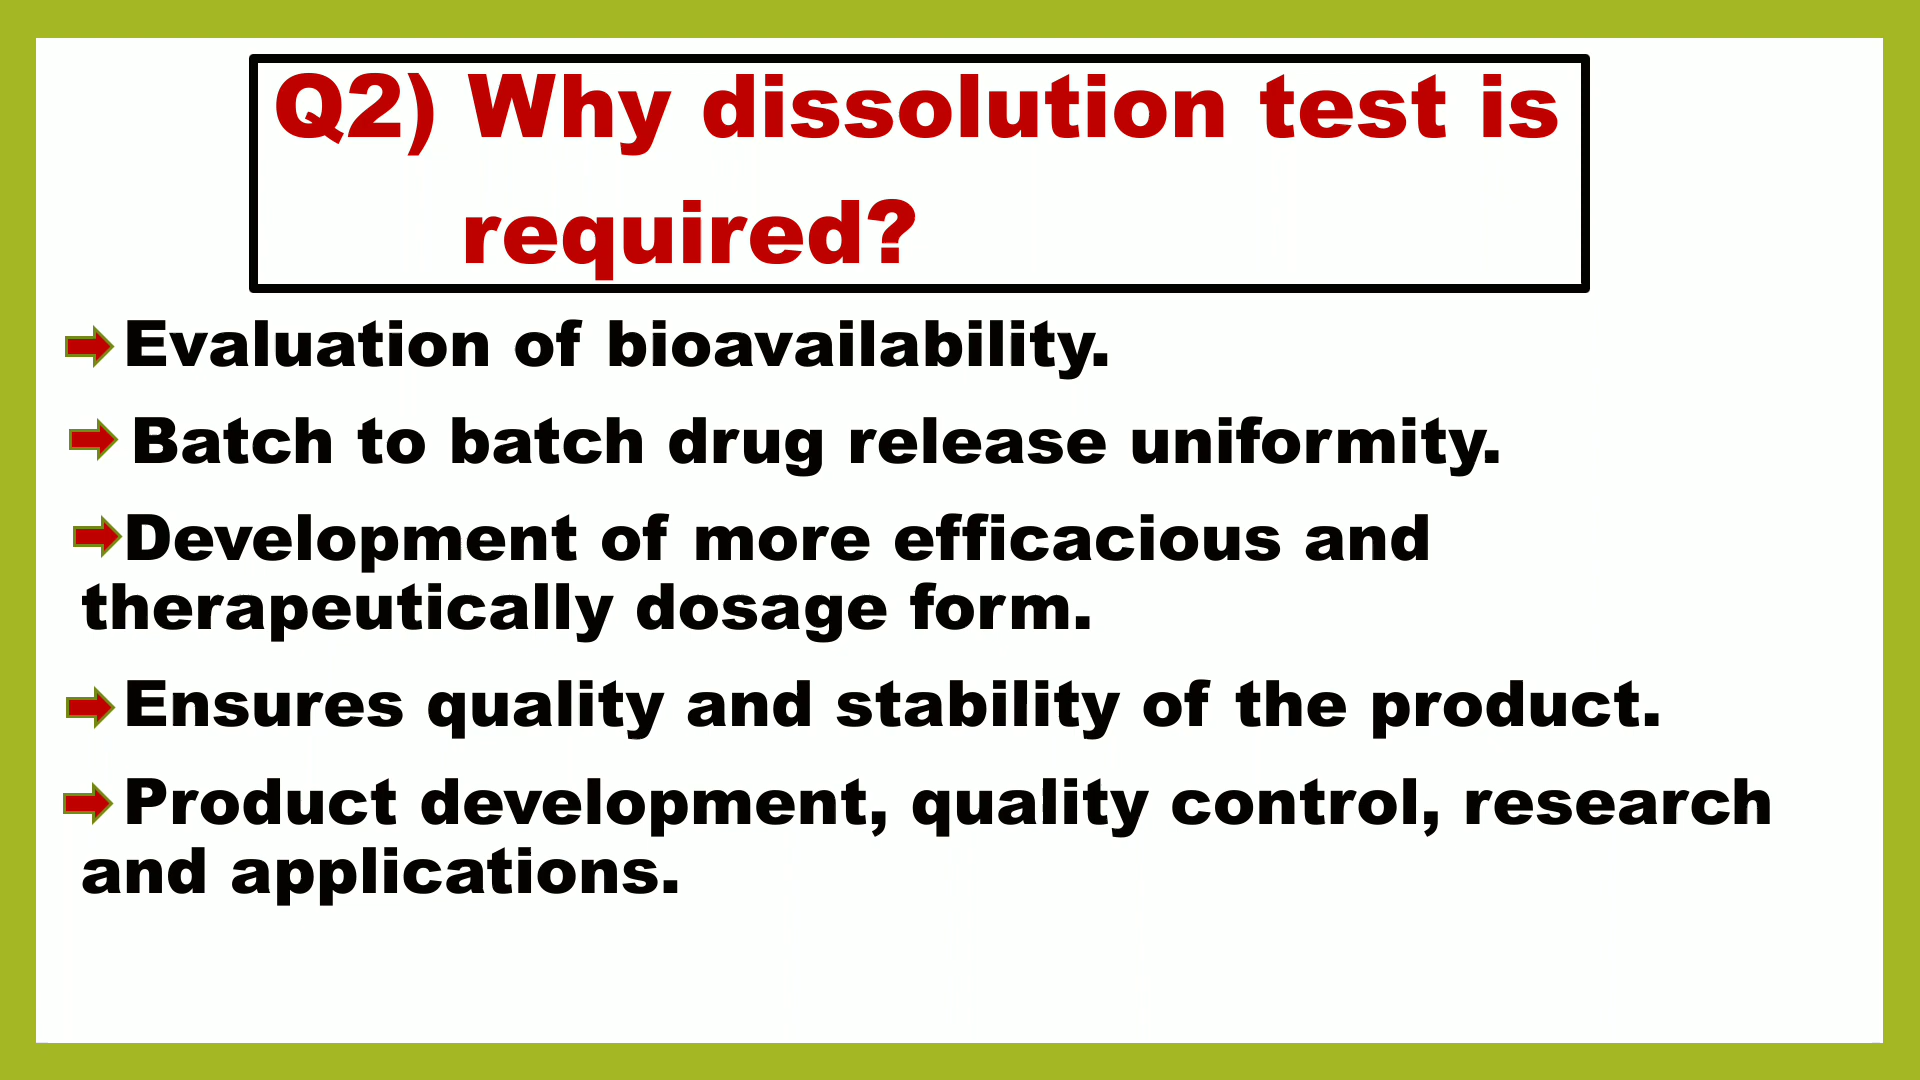 Q2) Why dissolution test is
required?
Evaluation of bioavailability.
Batch to batch drug release uniformity.
Development of more efficacious and
therapeutically dosage form.
Ensures quality and stability of the product.
Product development, quality control, research
and applications.